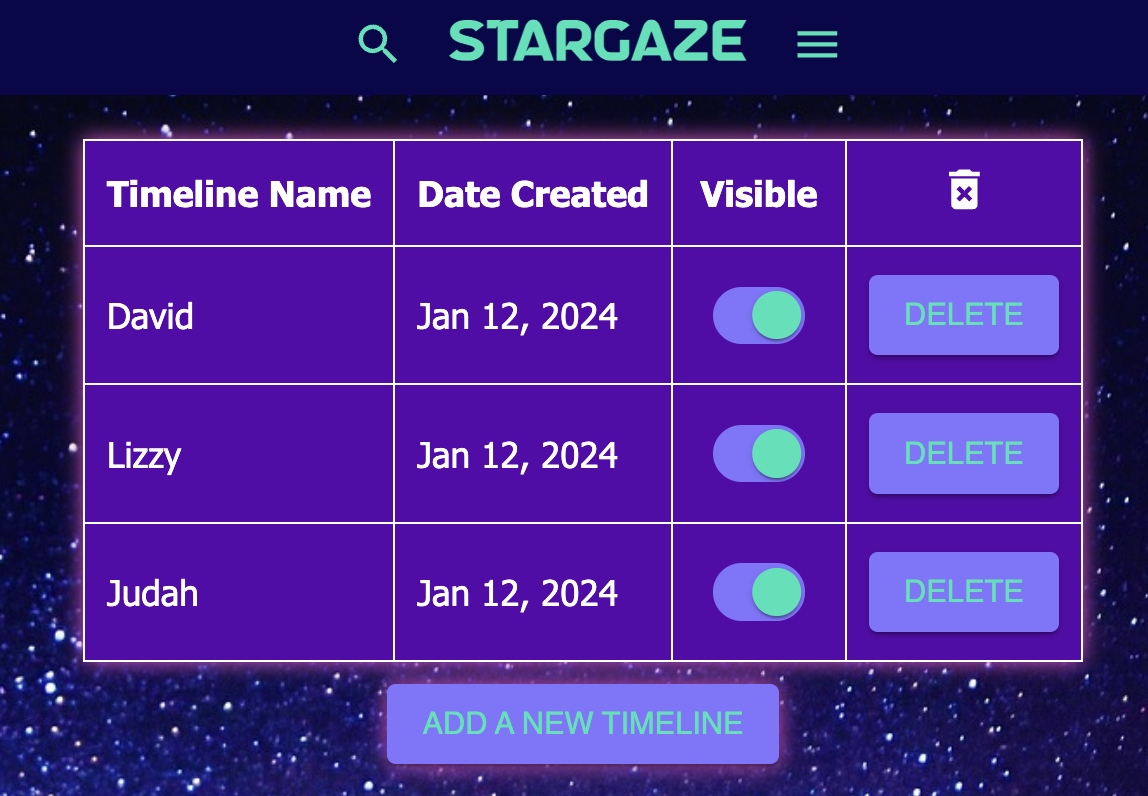 STARGAZE
Timeline Name Date Created Visible
David Jan 12, 2024 DELETE
Lizzy Jan 12, 2024 DELETE
Judah Jan 12, 2024 DELETE
ADD A NEW TIMELINE